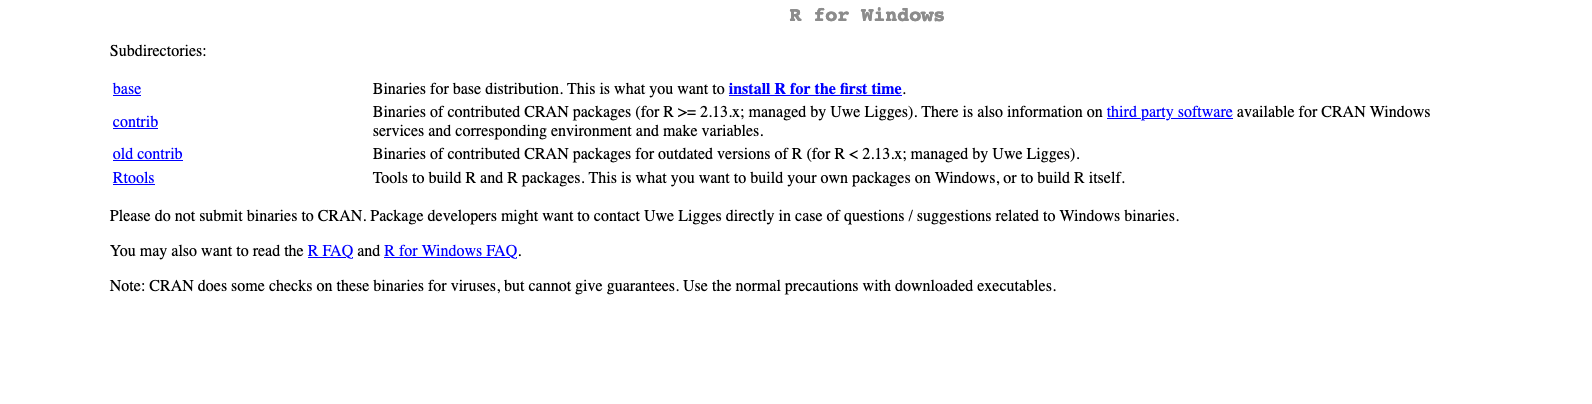 R for Windows
Subdirectories:
base Binaries for base distribution. This is what you want to install R for the first time.
contrib Binaries of contributed CRAN packages (for R >= 2.13.x; managed by Uwe Ligges). There is also information on third party software available for CRAN Windows
services and corresponding environment and make variables.
old contrib Binaries of contributed CRAN packages for outdated versions of R (for R < 2.13.x; managed by Uwe Ligges).
Rtools Tools to build R and R packages. This is what you want to build your own packages on Windows, or to build R itself.
Please do not submit binaries to CRAN. Package developers might want to contact Uwe Ligges directly in case of questions / suggestions related to Windows binaries.
You may also want to read the R FAQ and R for Windows FAQ.
Note: CRAN does some checks on these binaries for viruses, but cannot give guarantees. Use the normal precautions with downloaded executables.